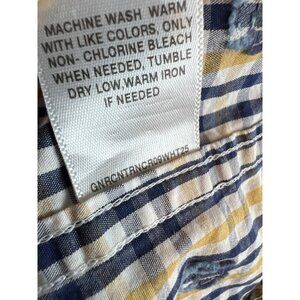 MACHINE WASH WARM
WITH LIKE COLORS, ONLY
NON- CHLORINE BLEACH
WHEN NEEDED, TUMBLE
DRY LOW,WARM IRON
IF NEEDED